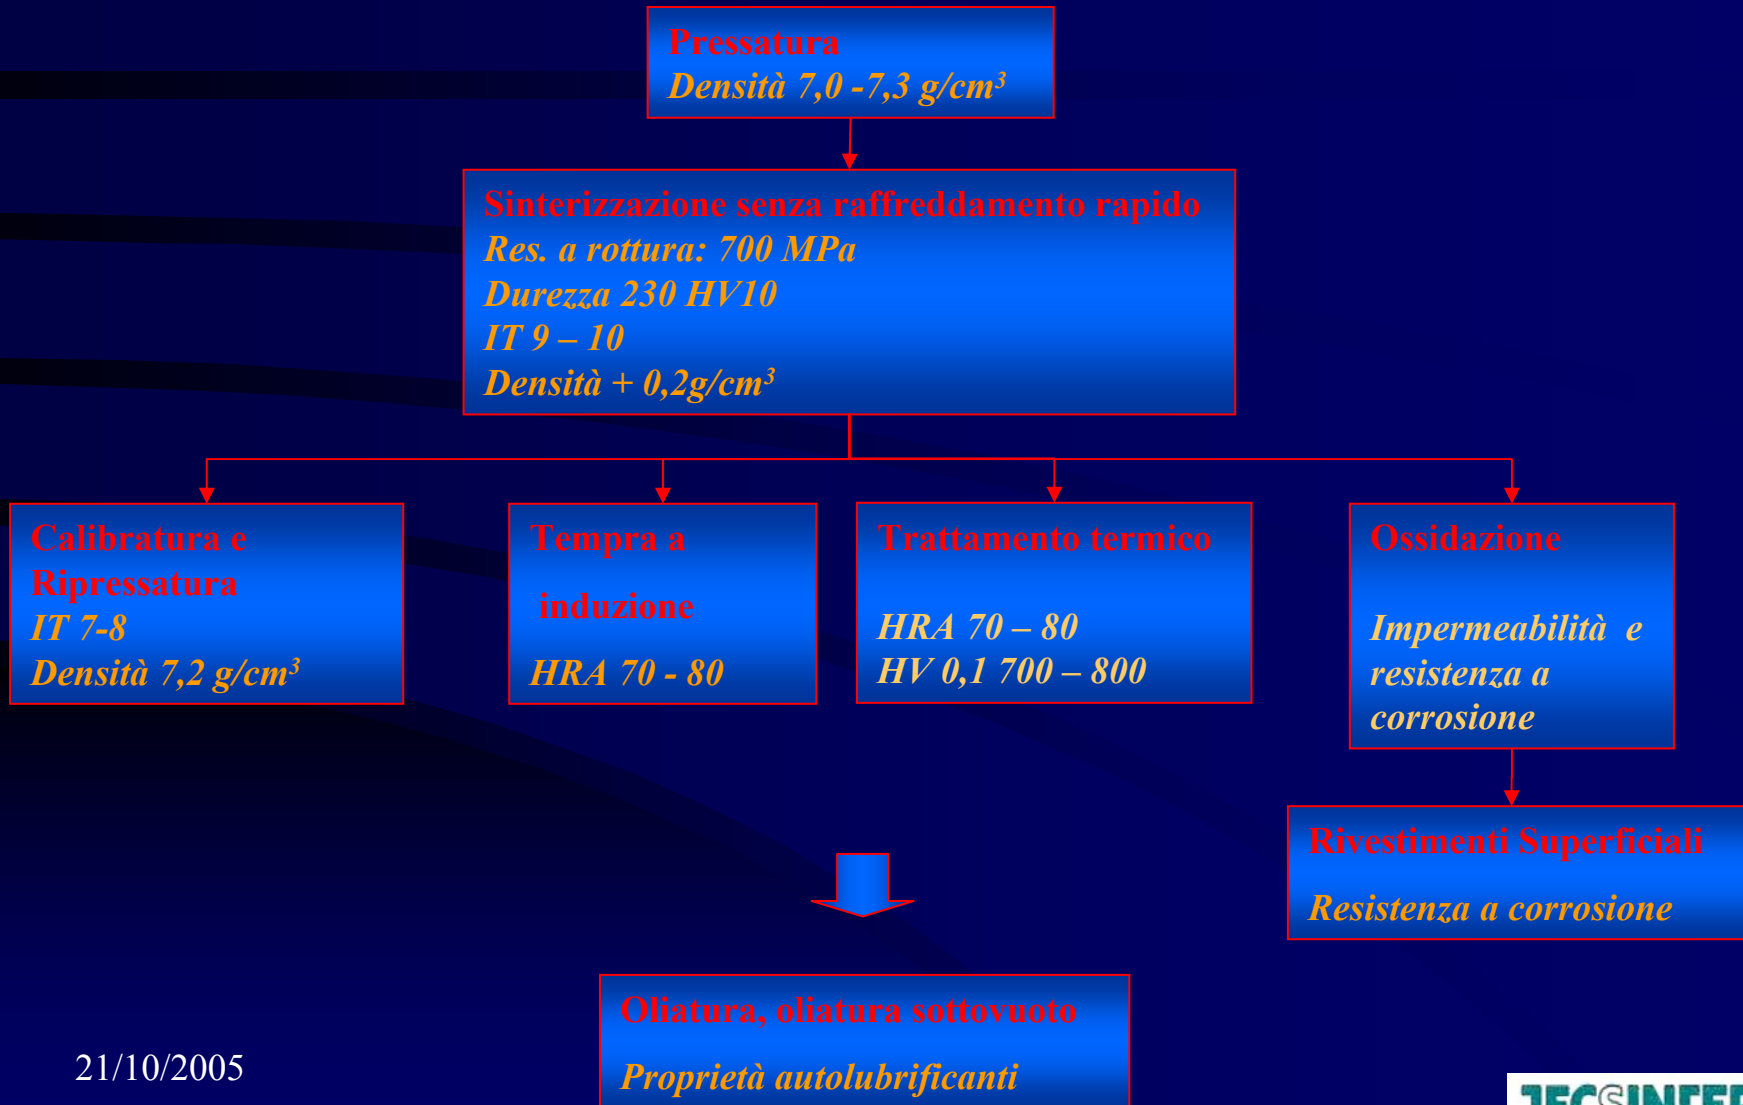 Pressatura
Densità 7,0 -7,3 g/cm³
Sinterizzazione senza raffreddamento rapido
Res. a rottura: 700 MPa
Durezza 230 HV10
IT 9 – 10
Densità + 0,2g/cm³
Calibratura e
Ripressatura
IT 7-8
Densità 7,2 g/cm³
Tempra a
induzione
HRA 70 - 80
Trattamento termico
HRA 70 – 80
HV 0,1 700 – 800
Ossidazione
Impermeabilità e
resistenza a
corrosione
Rivestimenti Superficiali
Resistenza a corrosione
Oliatura, oliatura sottovuoto
Proprietà autolubrificanti
21/10/2005